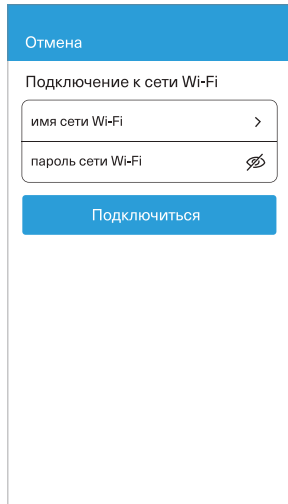 Отмена
Подключение к сети Wi-Fi
имя сети Wi-Fi
пароль сети Wi-Fi
Подключиться